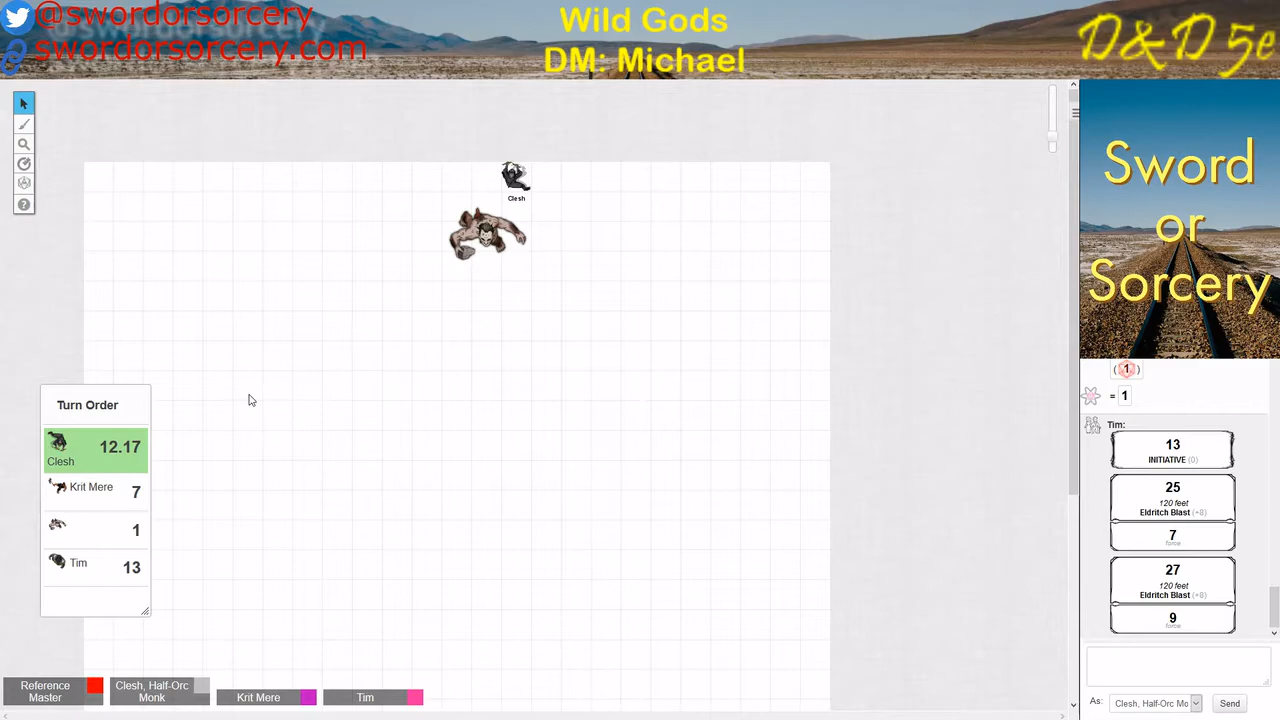 @swordorsorcery
swordorsorcery.com
Wild Gods
DM: Michael
D&D 5e
Sword
or
Sorcery
Clesh
Turn Order
Clesh 12.17
Krit Mere 7
1
Tim 13
(1)
= 1
Tim:
13
INITIATIVE (0)
25
120 feet
Eldritch Blast (+8)
7
force
27
120 feet
Eldritch Blast (+8)
9
force
As: Clesh, Half-Orc Mo Send
Reference
Master
Clesh, Half-Orc
Monk
Krit Mere
Tim